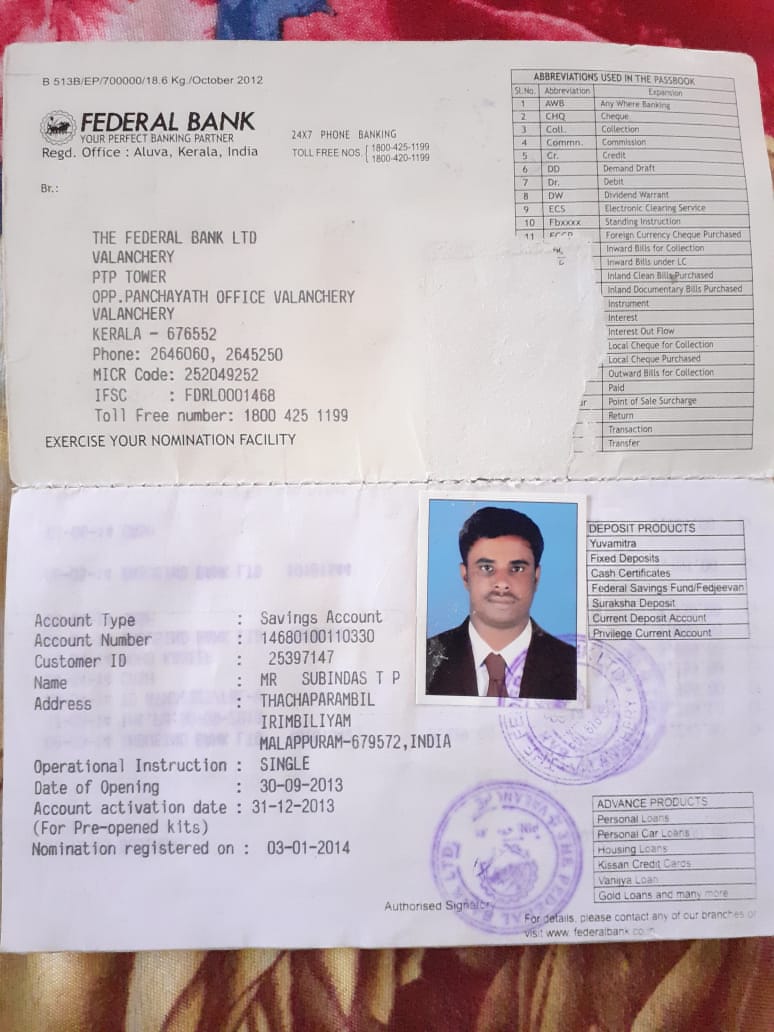 B 513B/EP/700000/18.6 Kg./October 2012
FEDERAL BANK
YOUR PERFECT BANKING PARTNER
Regd. Office : Aluva, Kerala, India
24X7 PHONE BANKING
TOLL FREE NOS. 1800-425-1199
1800-420-1199
Br.:
THE FEDERAL BANK LTD
VALANCHERY
PTP TOWER
OPP.PANCHAYATH OFFICE VALANCHERY
VALANCHERY
KERALA - 676552
Phone: 2646060, 2645250
MICR Code: 252049252
IFSC : FDRL0001468
Toll Free number: 1800 425 1199
EXERCISE YOUR NOMINATION FACILITY
ABBREVIATIONS USED IN THE PASSBOOK
Sl.No. Abbreviation Expansion
1 AWB Any Where Banking
2 CHQ Cheque
3 Coll. Collection
4 Commn. Commission
5 Cr. Credit
6 DD Demand Draft
7 Dr. Debit
8 DW Dividend Warrant
9 ECS Electronic Clearing Service
10 Fbxxxx Standing Instruction
11 FCCP Foreign Currency Cheque Purchased
Inward Bills for Collection
Inward Bills under LC
Inland Clean Bills Purchased
Inland Documentary Bills Purchased
Instrument
Interest
Interest Out Flow
Local Cheque for Collection
Local Cheque Purchased
Outward Bills for Collection
Paid
Point of Sale Surcharge
Return
Transaction
Transfer
Account Type : Savings Account
Account Number : 14680100110330
Customer ID : 25397147
Name : MR SUBINDAS T P
Address : THACHAPARAMBIL
IRIMBILIYAM
MALAPPURAM-679572,INDIA
Operational Instruction : SINGLE
Date of Opening : 30-09-2013
Account activation date : 31-12-2013
(For Pre-opened kits)
Nomination registered on : 03-01-2014
DEPOSIT PRODUCTS
Yuvamitra
Fixed Deposits
Cash Certificates
Federal Savings Fund/Fedjeevan
Suraksha Deposit
Current Deposit Account
Privilege Current Account
ADVANCE PRODUCTS
Personal Loans
Personal Car Loans
Housing Loans
Kissan Credit Cards
Vanijya Loan
Gold Loans and many more
Authorised Signatory
For details, please contact any of our branches or
visit www. federalbank.co.in
THE FEDERAL BANK LTD